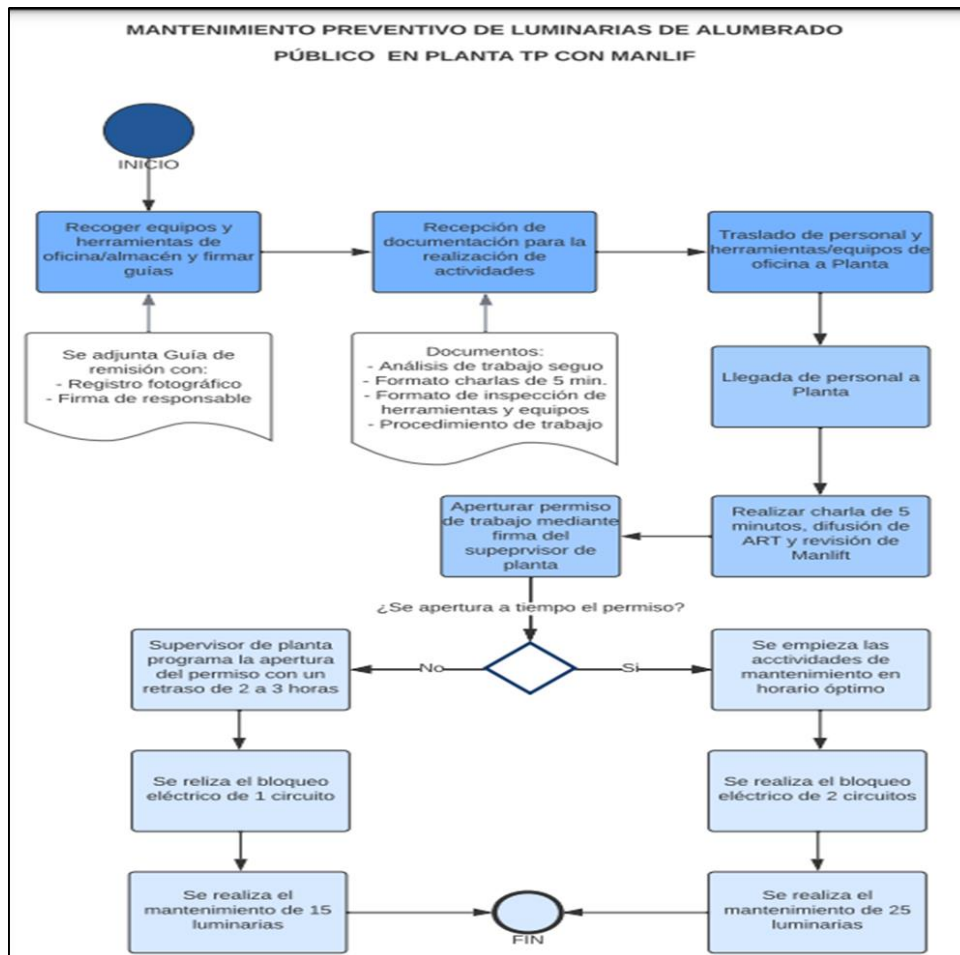 MANTENIMIENTO PREVENTIVO DE LUMINARIAS DE ALUMBRADO
PÚBLICO EN PLANTA TP CON MANLIF
INICIO
Recoger equipos y
herramientas de
oficina/almacén y firmar
guías
Recepción de
documentación para la
realización de
actividades
Traslado de personal y
herramientas/equipos de
oficina a Planta
Se adjunta Guía de
remisión con:
- Registro fotográfico
- Firma de responsable
Documentos:
- Análisis de trabajo seguo
- Formato charlas de 5 min.
- Formato de inspección de
herramientas y equipos
- Procedimiento de trabajo
Llegada de personal a
Planta
Aperturar permiso
de trabajo mediante
firma del
supeprvisor de
planta
Realizar charla de 5
minutos, difusión de
ART y revisión de
Manlift
¿Se apertura a tiempo el permiso?
Supervisor de planta
programa la apertura
del permiso con un
retraso de 2 a 3 horas
No
Si
Se empieza las
acctividades de
mantenimiento en
horario óptimo
Se reliza el bloqueo
eléctrico de 1 circuito
Se realiza el bloqueo
eléctrico de 2 circuitos
Se realiza el
mantenimiento de 15
luminarias
FIN
Se realiza el
mantenimiento de 25
luminarias